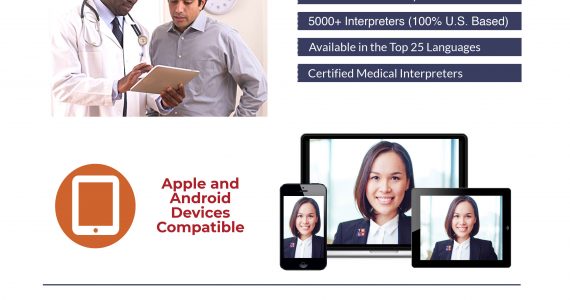 5000+ Interpreters (100% U.S. Based)
Available in the Top 25 Languages
Certified Medical Interpreters
Apple and
Android
Devices
Compatible